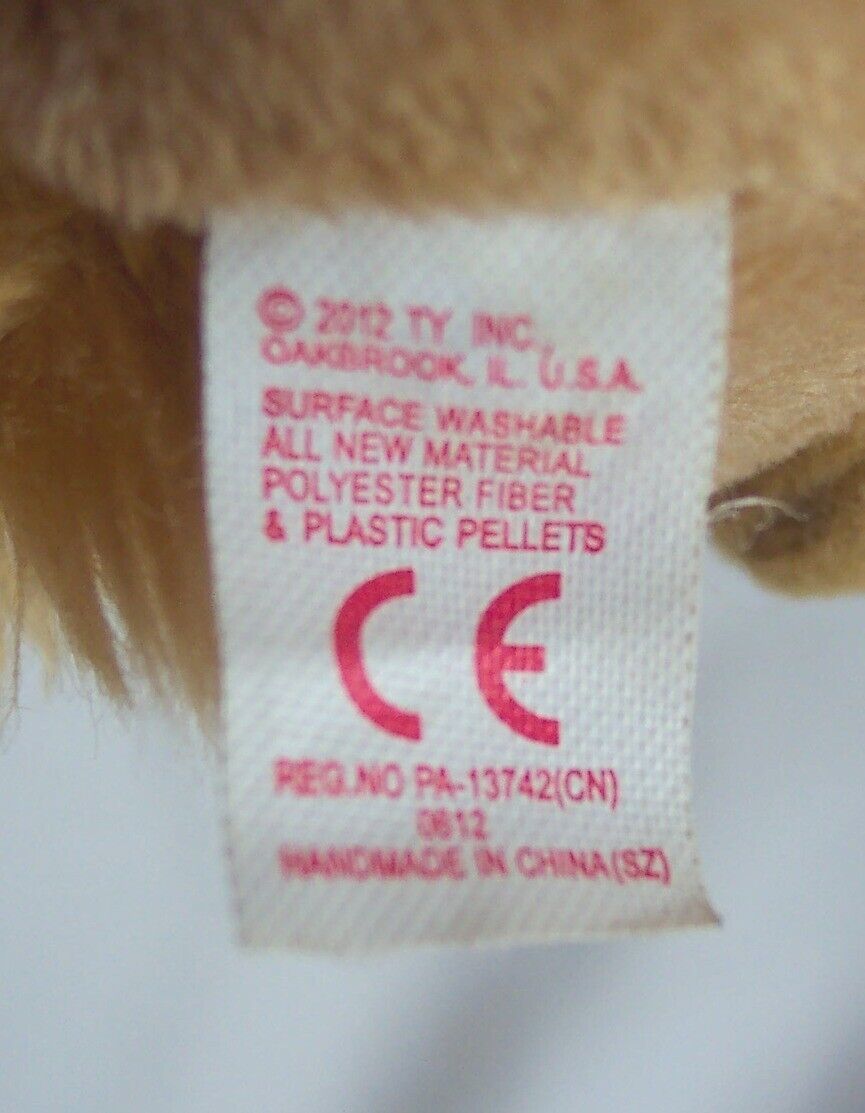 © 2012 TY INC.,
OAKBROOK, IL. U.S.A.
SURFACE WASHABLE
ALL NEW MATERIAL
POLYESTER FIBER
& PLASTIC PELLETS
CE
REG.NO PA-13742(CN)
0612
HANDMADE IN CHINA(SZ)